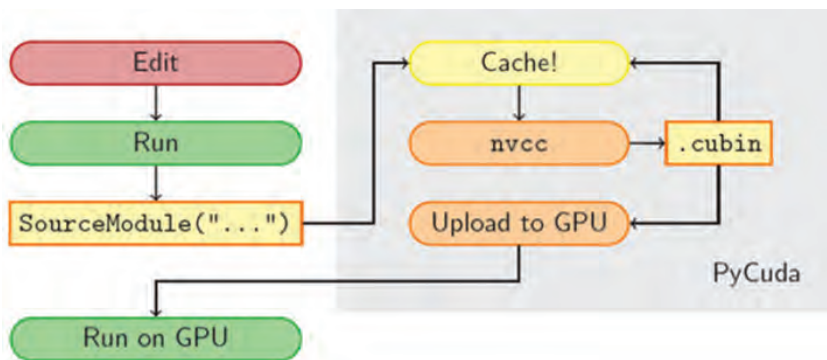 Edit
Cache!
Run
nvcc
.cubin
SourceModule("...")
Upload to GPU
PyCuda
Run on GPU